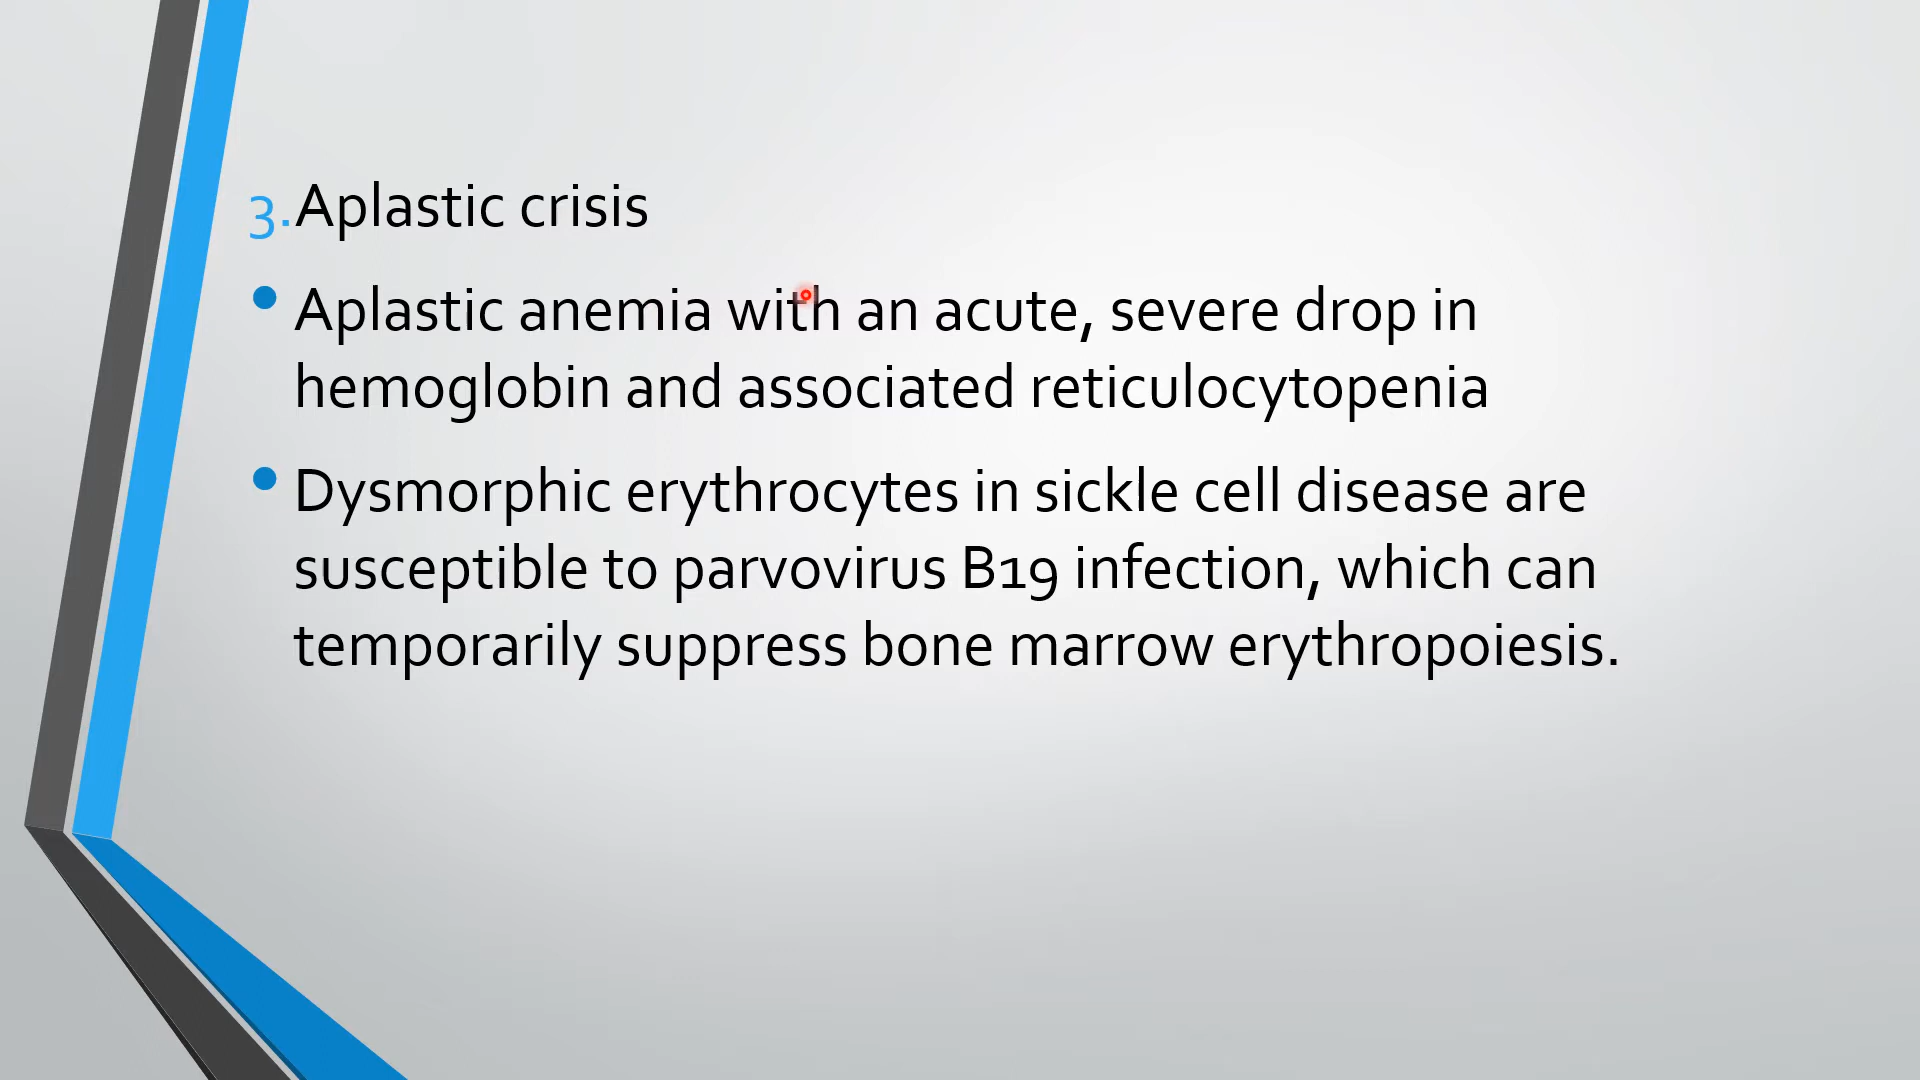 3. Aplastic crisis
• Aplastic anemia with an acute, severe drop in
hemoglobin and associated reticulocytopenia
• Dysmorphic erythrocytes in sickle cell disease are
susceptible to parvovirus B19 infection, which can
temporarily suppress bone marrow erythropoiesis.